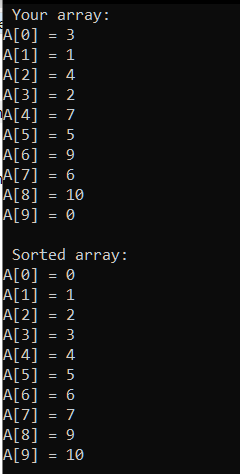 Your array:
A[0] = 3
A[1] = 1
A[2] = 4
A[3] = 2
A[4] = 7
A[5] = 5
A[6] = 9
A[7] = 6
A[8] = 10
A[9] = 0
Sorted array:
A[0] = 0
A[1] = 1
A[2] = 2
A[3] = 3
A[4] = 4
A[5] = 5
A[6] = 6
A[7] = 7
A[8] = 9
A[9] = 10